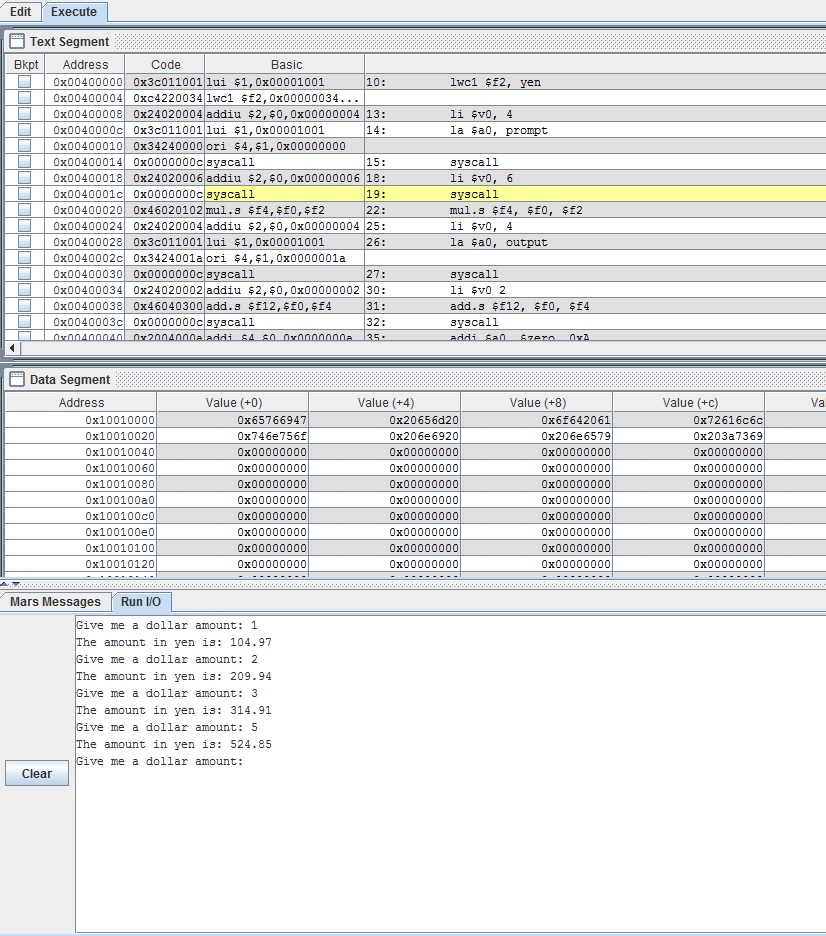 Edit Execute
Text Segment
Bkpt Address Code Basic
0x00400000 0x3c011001 lui $1,0x00001001 10: lwc1 $f2, yen
0x00400004 0xc4220034 lwc1 $f2,0x00000034...
0x00400008 0x24020004 addiu $2,$0,0x00000004 13: li $v0, 4
0x0040000c 0x3c011001 lui $1,0x00001001 14: la $a0, prompt
0x00400010 0x34240000 ori $4,$1,0x00000000
0x00400014 0x0000000c syscall 15: syscall
0x00400018 0x24020006 addiu $2,$0,0x00000006 18: li $v0, 6
0x0040001c 0x0000000c syscall 19: syscall
0x00400020 0x46020102 mul.s $f4,$f0,$f2 22: mul.s $f4, $f0, $f2
0x00400024 0x24020004 addiu $2,$0,0x00000004 25: li $v0, 4
0x00400028 0x3c011001 lui $1,0x00001001 26: la $a0, output
0x0040002c 0x3424001a ori $4,$1,0x0000001a
0x00400030 0x0000000c syscall 27: syscall
0x00400034 0x24020002 addiu $2,$0,0x00000002 30: li $v0 2
0x00400038 0x46040300 add.s $f12,$f0,$f4 31: add.s $f12, $f0, $f4
0x0040003c 0x0000000c syscall 32: syscall
0x00400040 0x2004000a addi $4,$0,0x0000000a 35: addi $a0, $zero, 0xA
Data Segment
Address Value (+0) Value (+4) Value (+8) Value (+c) Va
0x10010000 0x65766947 0x20656d20 0x6f642061 0x72616c6c
0x10010020 0x746e756f 0x206e6920 0x206e6579 0x203a7369
0x10010040 0x00000000 0x00000000 0x00000000 0x00000000
0x10010060 0x00000000 0x00000000 0x00000000 0x00000000
0x10010080 0x00000000 0x00000000 0x00000000 0x00000000
0x100100a0 0x00000000 0x00000000 0x00000000 0x00000000
0x100100c0 0x00000000 0x00000000 0x00000000 0x00000000
0x100100e0 0x00000000 0x00000000 0x00000000 0x00000000
0x10010100 0x00000000 0x00000000 0x00000000 0x00000000
0x10010120 0x00000000 0x00000000 0x00000000 0x00000000
Mars Messages Run I/O
Give me a dollar amount: 1
The amount in yen is: 104.97
Give me a dollar amount: 2
The amount in yen is: 209.94
Give me a dollar amount: 3
The amount in yen is: 314.91
Give me a dollar amount: 5
The amount in yen is: 524.85
Give me a dollar amount:
Clear